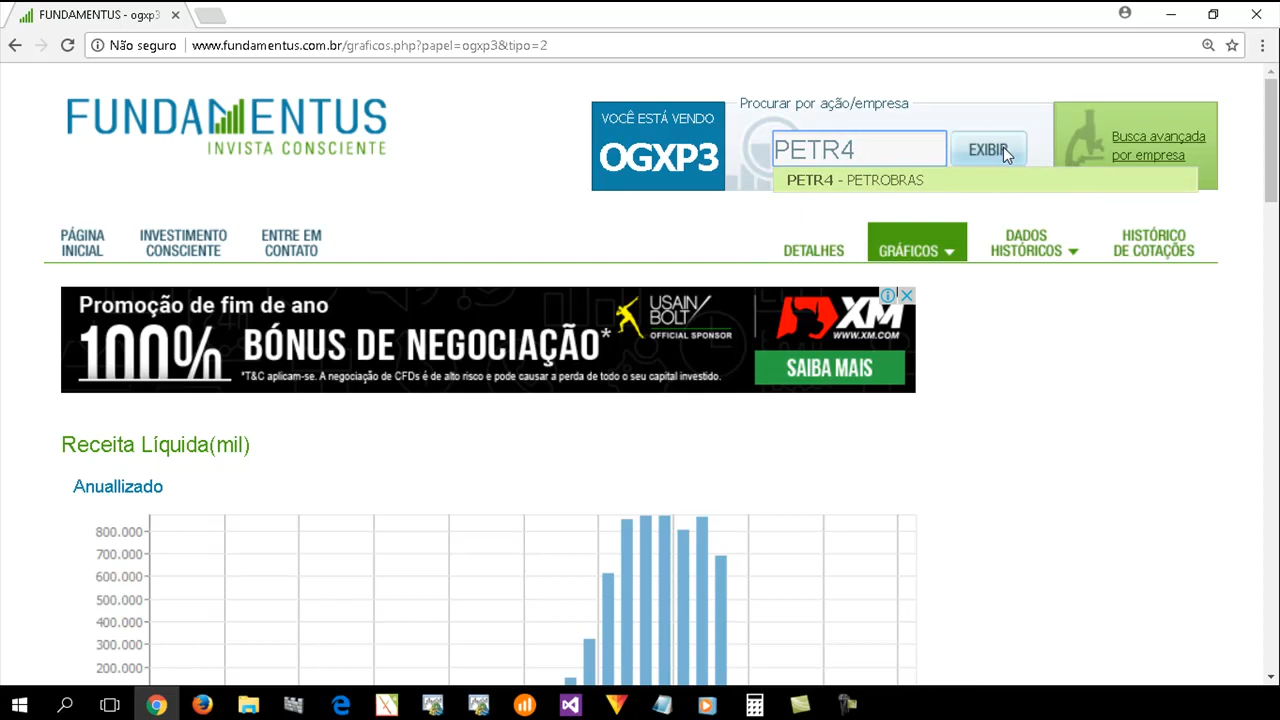 FUNDAMENTUS - ogxp3
Não seguro
www.fundamentus.com.br/graficos.php?papel=ogxp3&tipo=2
FUNDAMENTUS
INVISTA CONSCIENTE
VOCÊ ESTÁ VENDO
OGXP3
Procurar por ação/empresa
PETR4
EXIBIR
PETR4 - PETROBRAS
Busca avançada
por empresa
PÁGINA
INICIAL
INVESTIMENTO
CONSCIENTE
ENTRE EM
CONTATO
DETALHES
GRÁFICOS
DADOS
HISTÓRICOS
HISTÓRICO
DE COTAÇÕES
Promoção de fim de ano
100% BÓNUS DE NEGOCIAÇÃO*
*T&C aplicam-se. A negociação de CFDs é de alto risco e pode causar a perda de todo o seu capital investido.
USAIN
BOLT
OFFICIAL SPONSOR
XM
WWW.XM.COM
SAIBA MAIS
Receita Líquida(mil)
Anuallizado
800.000
700.000
600.000
500.000
400.000
300.000
200.000